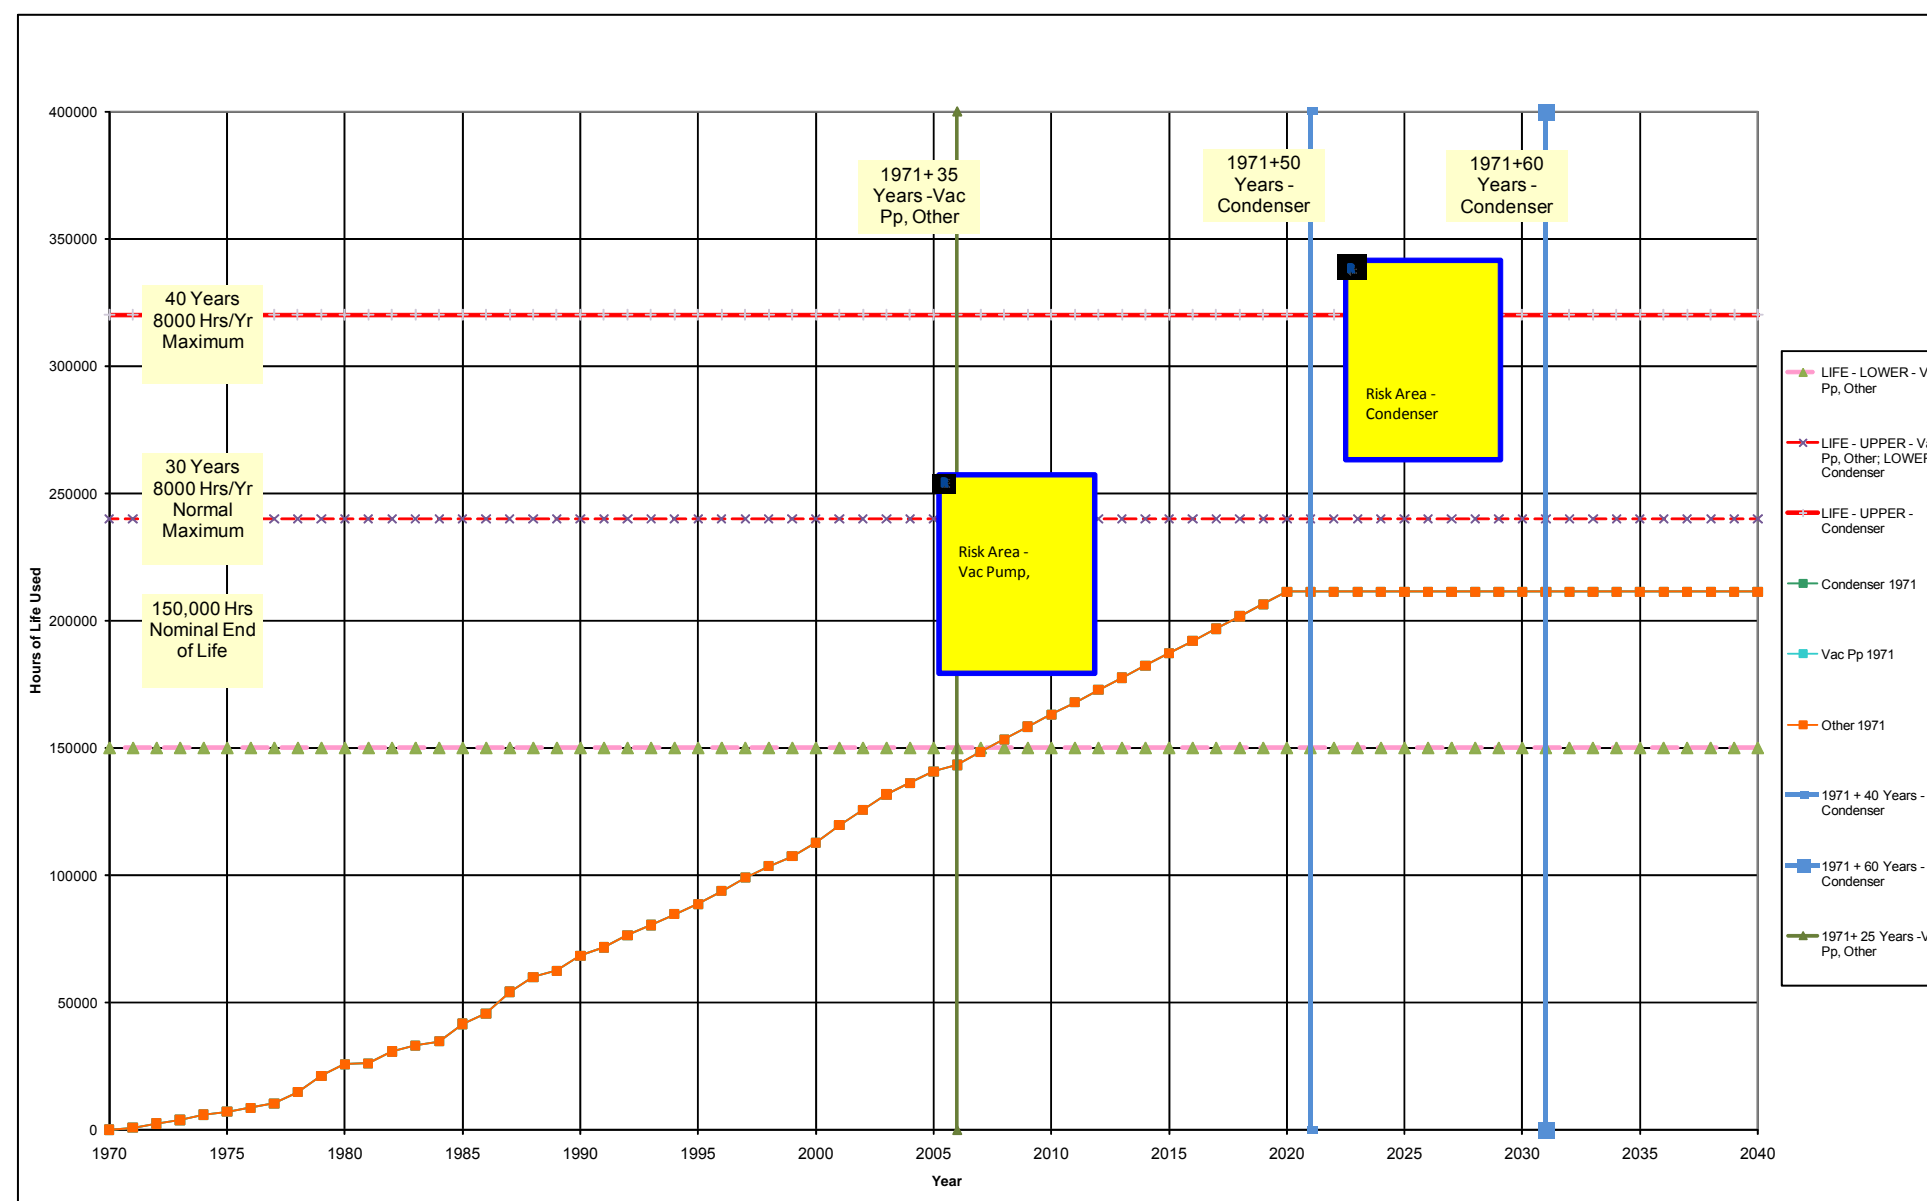 400000
350000
300000
250000
200000
150000
100000
50000
0
Hours of Life Used
1970
1975
1980
1985
1990
1995
2000
2005
2010
2015
2020
2025
2030
2035
2040
Year
40 Years
8000 Hrs/Yr
Maximum
30 Years
8000 Hrs/Yr
Normal
Maximum
150,000 Hrs
Nominal End
of Life
1971+ 35
Years -Vac
Pp, Other
1971+50
Years -
Condenser
1971+60
Years -
Condenser
Risk Area -
Vac Pump,
Risk Area -
Condenser
LIFE - LOWER - V
Pp, Other
LIFE - UPPER - Va
Pp, Other; LOWER
Condenser
LIFE - UPPER -
Condenser
Condenser 1971
Vac Pp 1971
Other 1971
1971 + 40 Years -
Condenser
1971 + 60 Years -
Condenser
1971+ 25 Years -V
Pp, Other